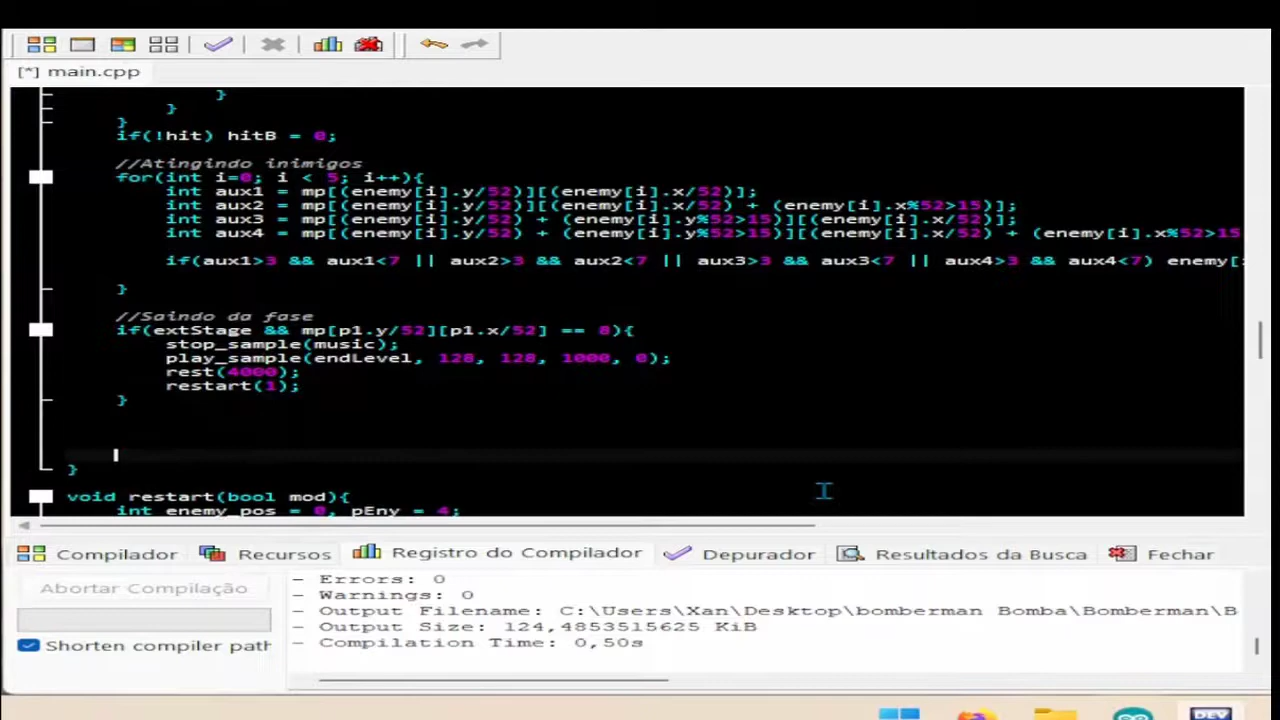 [*] main.cpp
}
}
}
if(!hit) hitB = 0;
//Atingindo inimigos
for(int i=0; i < 5; i++){
int aux1 = mp[(enemy[i].y/52)][(enemy[i].x/52)];
int aux2 = mp[(enemy[i].y/52)][(enemy[i].x/52) + (enemy[i].x%52>15)];
int aux3 = mp[(enemy[i].y/52) + (enemy[i].y%52>15)][(enemy[i].x/52)];
int aux4 = mp[(enemy[i].y/52) + (enemy[i].y%52>15)][(enemy[i].x/52) + (enemy[i].x%52>15
if(aux1>3 && aux1<7 || aux2>3 && aux2<7 || aux3>3 && aux3<7 || aux4>3 && aux4<7) enemy[
}
//Saindo da fase
if(extStage && mp[p1.y/52][p1.x/52] == 8){
stop_sample(music);
play_sample(endLevel, 128, 128, 1000, 0);
rest(4000);
restart(1);
}
}
void restart(bool mod){
int enemy_pos = 0, pEny = 4;
Compilador Recursos Registro do Compilador Depurador Resultados da Busca Fechar
Abortar Compilação
Shorten compiler path
- Errors: 0
- Warnings: 0
- Output Filename: C:\Users\Xan\Desktop\bomberman Bomba\Bomberman\B
- Output Size: 124,4853515625 KiB
- Compilation Time: 0,50s
DEV